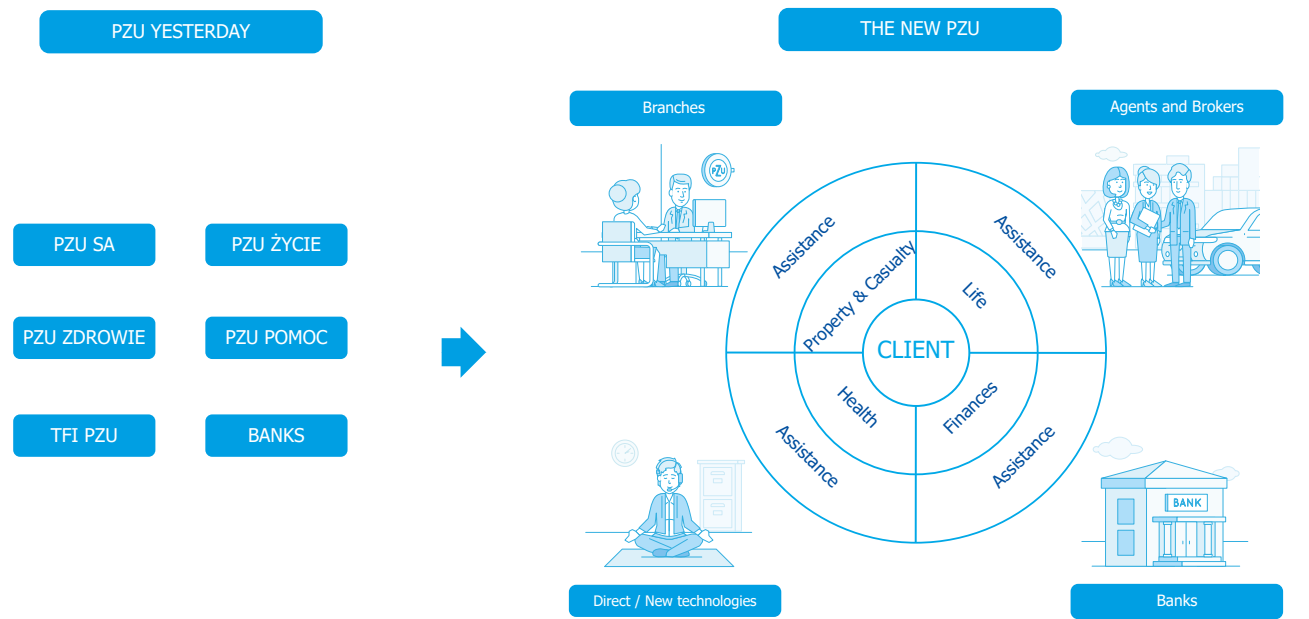 PZU YESTERDAY
THE NEW PZU
Branches
Agents and Brokers
PZU
PZU SA
PZU ŻYCIE
PZU ZDROWIE
PZU POMOC
TFI PZU
BANKS
Assistance
Assistance
Property & Casualty
Life
CLIENT
Health
Finances
Assistance
Assistance
BANK
Direct / New technologies
Banks